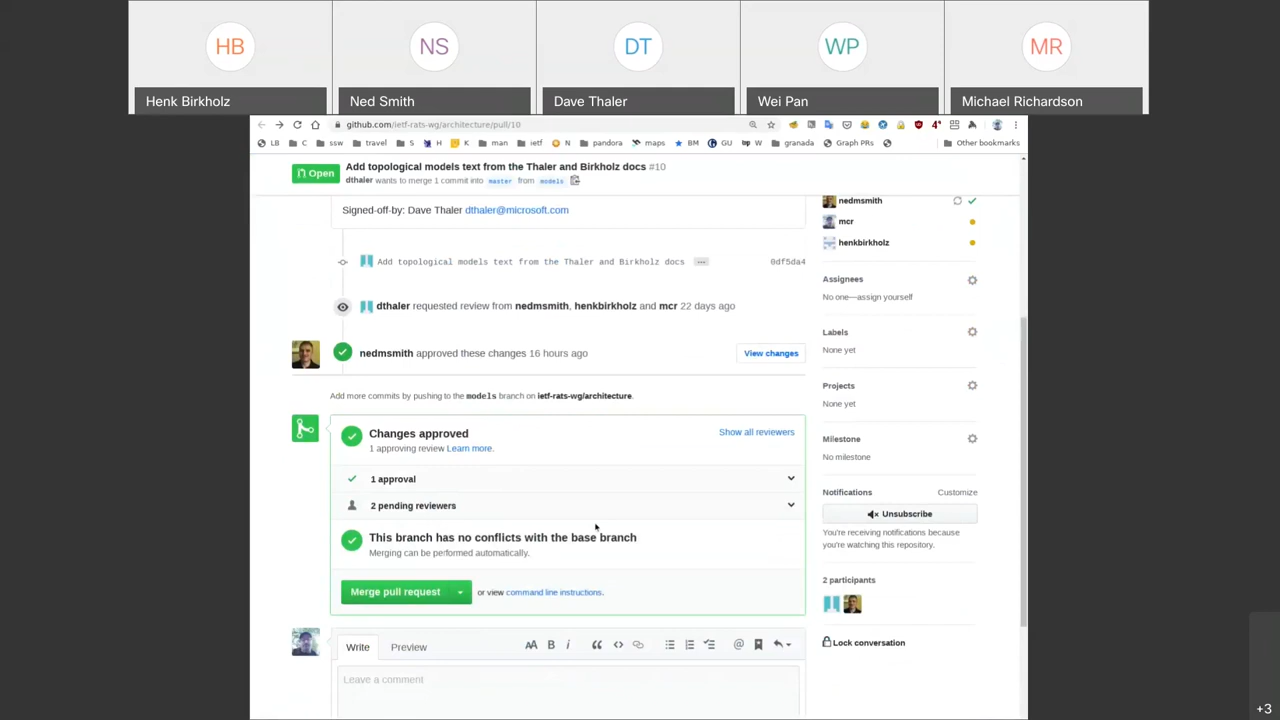 HB NS DT WP MR
Henk Birkholz Ned Smith Dave Thaler Wei Pan Michael Richardson
github.com/ietf-rats-wg/architecture/pull/10
LB C ssw travel S H K man ietf N pandora maps BM GU W granada Graph PRs Other bookmarks
Open
Add topological models text from the Thaler and Birkholz docs #10
dthaler wants to merge 1 commit into master from models
Signed-off-by: Dave Thaler dthaler@microsoft.com
Add topological models text from the Thaler and Birkholz docs ... 0df5da4
dthaler requested review from nedmsmith, henkbirkholz and mcr 22 days ago
nedmsmith approved these changes 16 hours ago
View changes
Add more commits by pushing to the models branch on ietf-rats-wg/architecture.
Changes approved
Show all reviewers
1 approving review Learn more.
1 approval
2 pending reviewers
This branch has no conflicts with the base branch
Merging can be performed automatically.
Merge pull request
or view command line instructions.
Write Preview
Leave a comment
nedmsmith
mcr
henkbirkholz
Assignees
No one—assign yourself
Labels
None yet
Projects
None yet
Milestone
No milestone
Notifications Customize
Unsubscribe
You're receiving notifications because
you're watching this repository.
2 participants
Lock conversation
+3